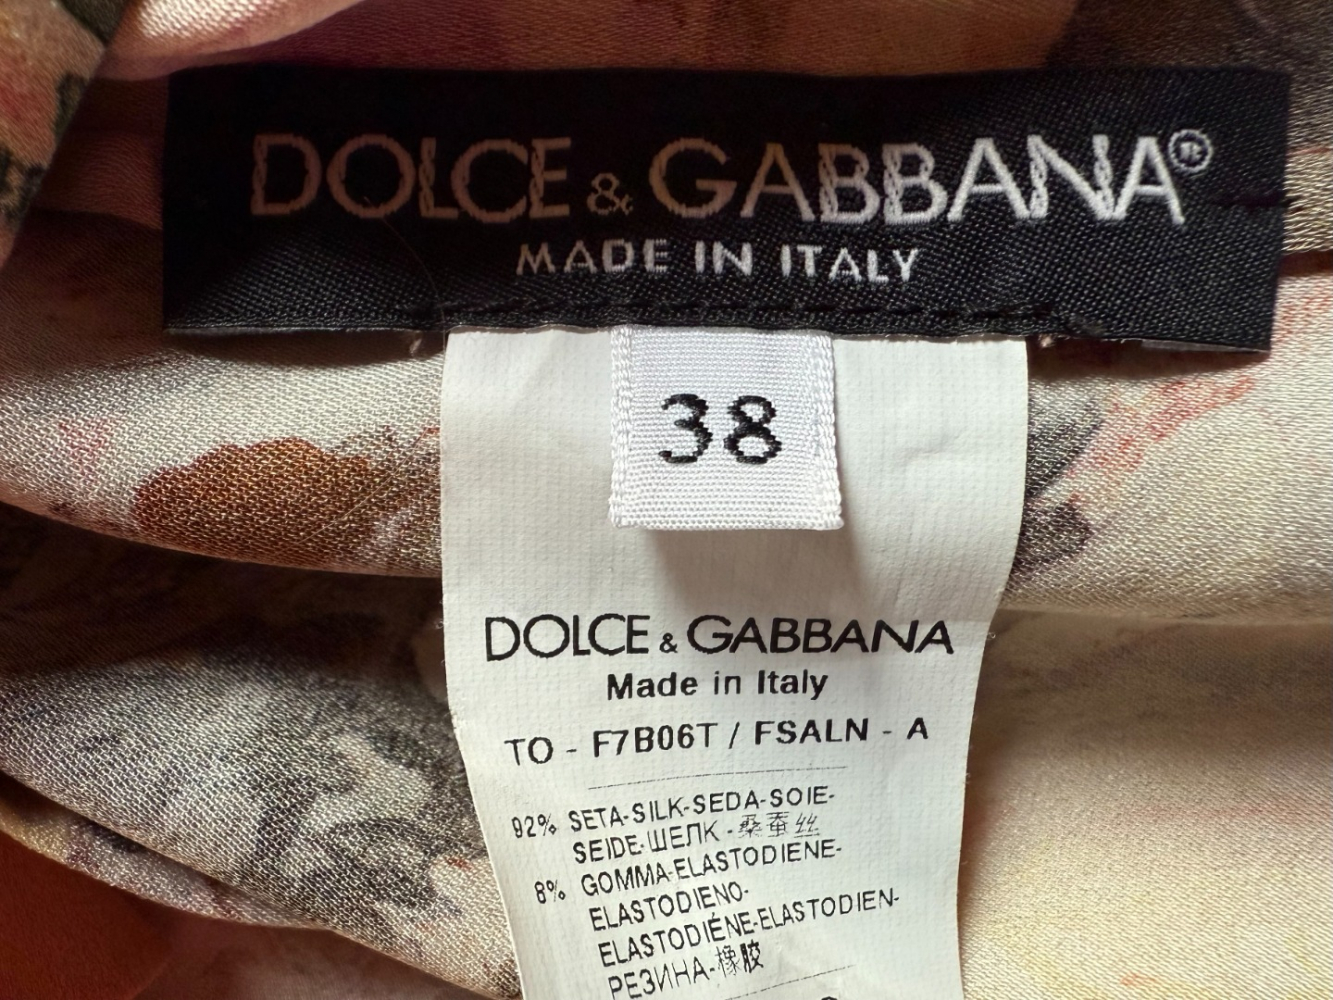 DOLCE & GABBANA®
MADE IN ITALY
38
DOLCE & GABBANA
Made in Italy
TO - F7B06T / FSALN - A
92% SETA-SILK-SEDA-SOIE-
SEIDE-ШЕЛК-桑蚕丝
8% GOMMA-ELASTODIENE-
ELASTODIENO-
ELASTODIÈNE-ELASTODIEN-
РЕЗИНА-橡胶